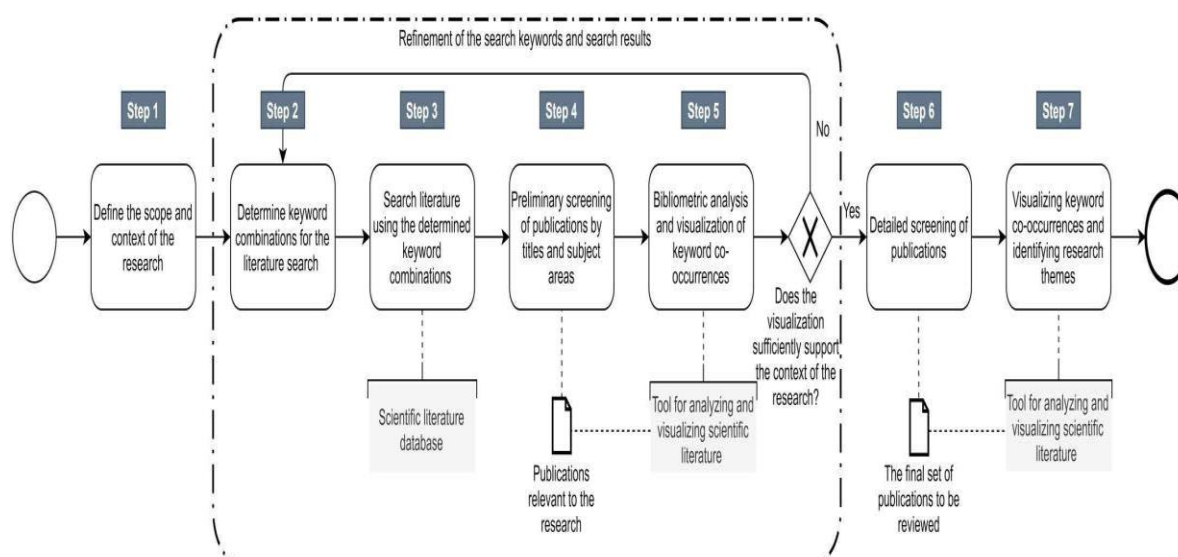 Refinement of the search keywords and search results
Step 1
Step 2
Step 3
Step 4
Step 5
Step 6
Step 7
No
Define the scope and
context of the
research
Determine keyword
combinations for the
literature search
Search literature
using the determined
keyword
combinations
Preliminary screening
of publications by
titles and subject
areas
Bibliometric analysis
and visualization of
keyword co-
occurrences
Yes
Detailed screening of
publications
Visualizing keyword
co-occurrences and
identifying research
themes
Does the
visualization
sufficiently support
the context of the
research?
Scientific literature
database
Publications
relevant to the
research
Tool for analyzing and
visualizing scientific
literature
The final set of
publications to be
reviewed
Tool for analyzing and
visualizing scientific
literature